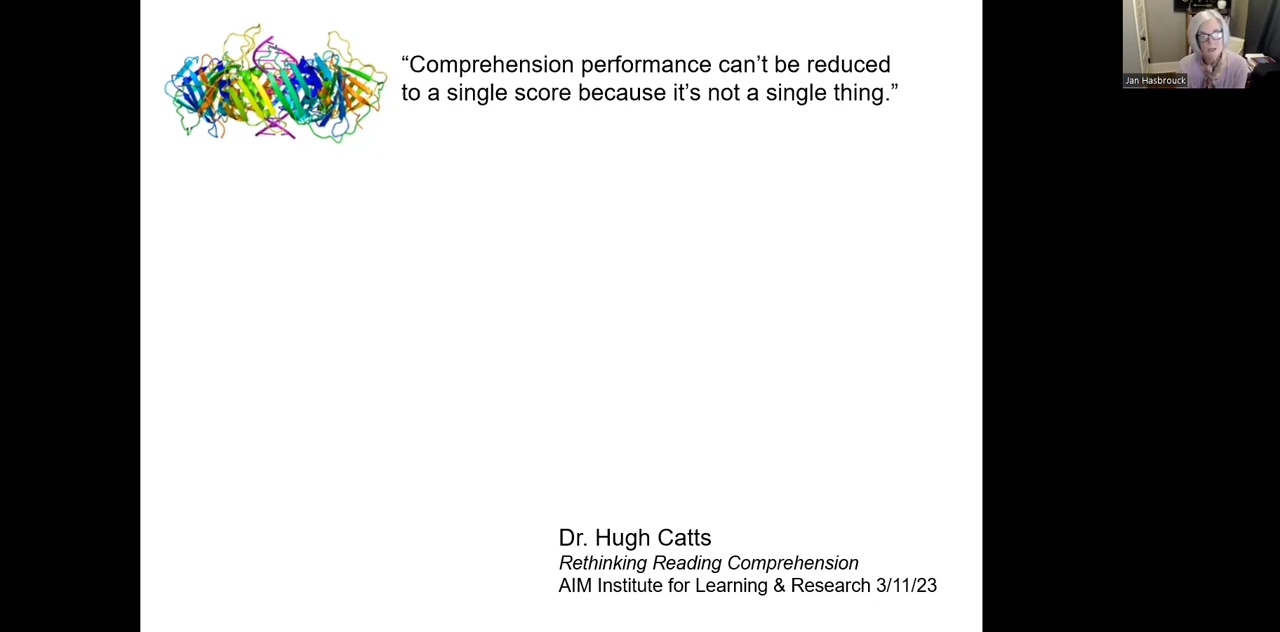 “Comprehension performance can’t be reduced
to a single score because it’s not a single thing.”
Jan Hasbrouck
Dr. Hugh Catts
Rethinking Reading Comprehension
AIM Institute for Learning & Research 3/11/23